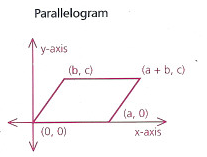 Parallelogram
y-axis
(b, c) (a + b, c)
(a, 0)
(0, 0) x-axis